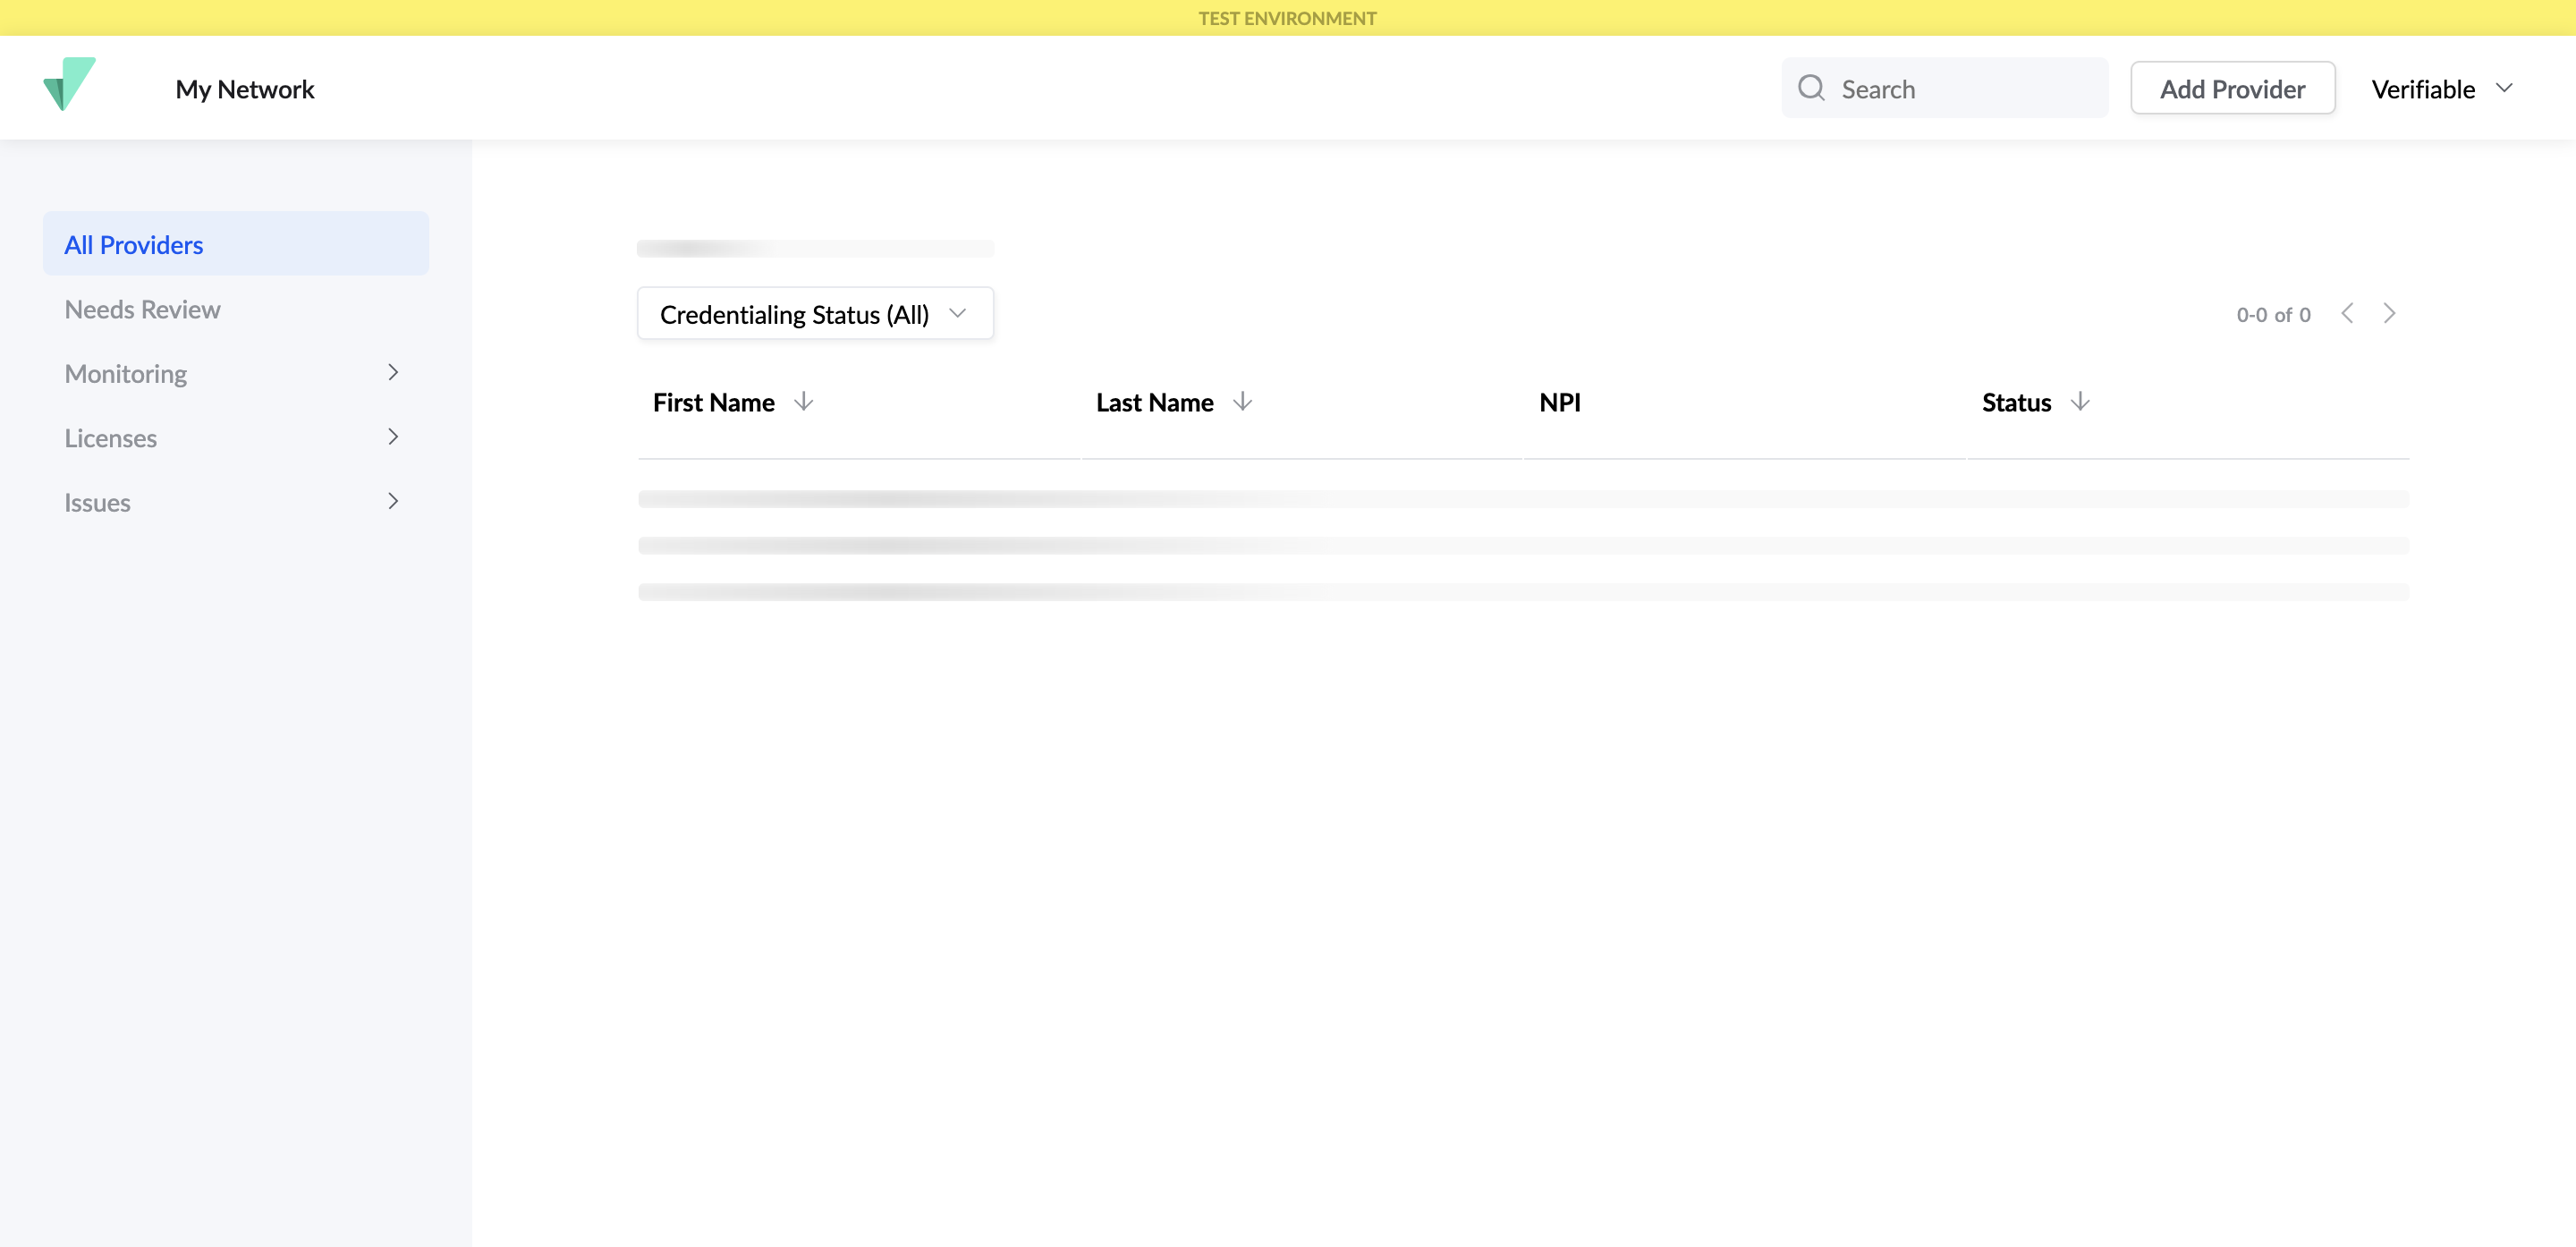 TEST ENVIRONMENT
My Network
Search
Add Provider
Verifiable
All Providers
Needs Review
Monitoring
Licenses
Issues
Credentialing Status (All)
0-0 of 0
First Name
Last Name
NPI
Status